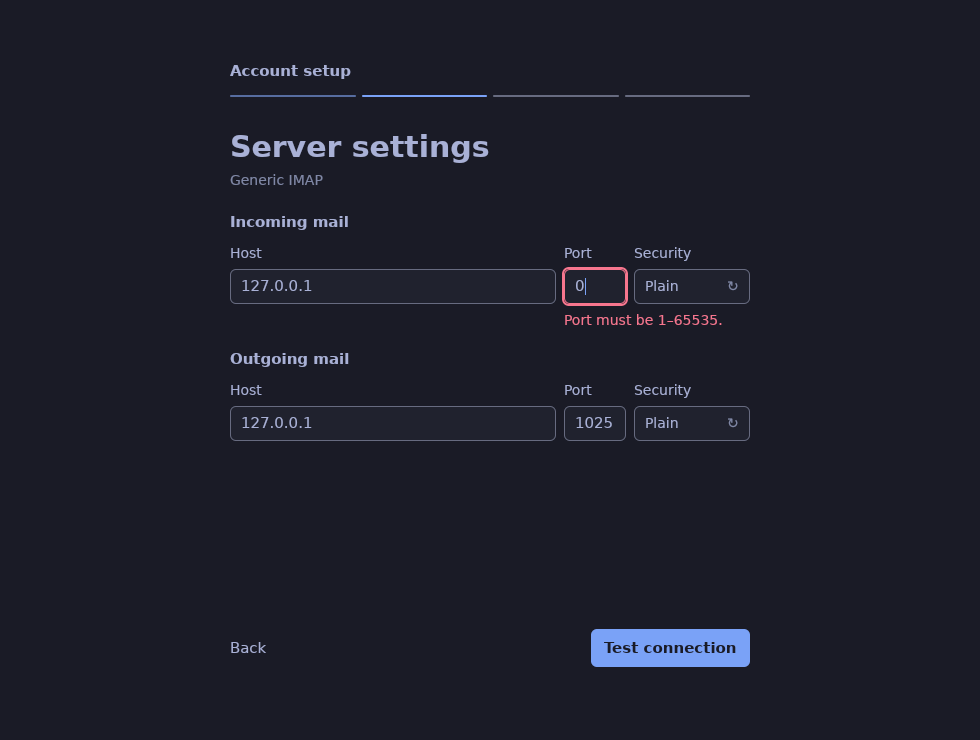 Account setup
Server settings
Generic IMAP
Incoming mail
Host Port Security
127.0.0.1 0 Plain ↻
Port must be 1–65535.
Outgoing mail
Host Port Security
127.0.0.1 1025 Plain ↻
Back Test connection